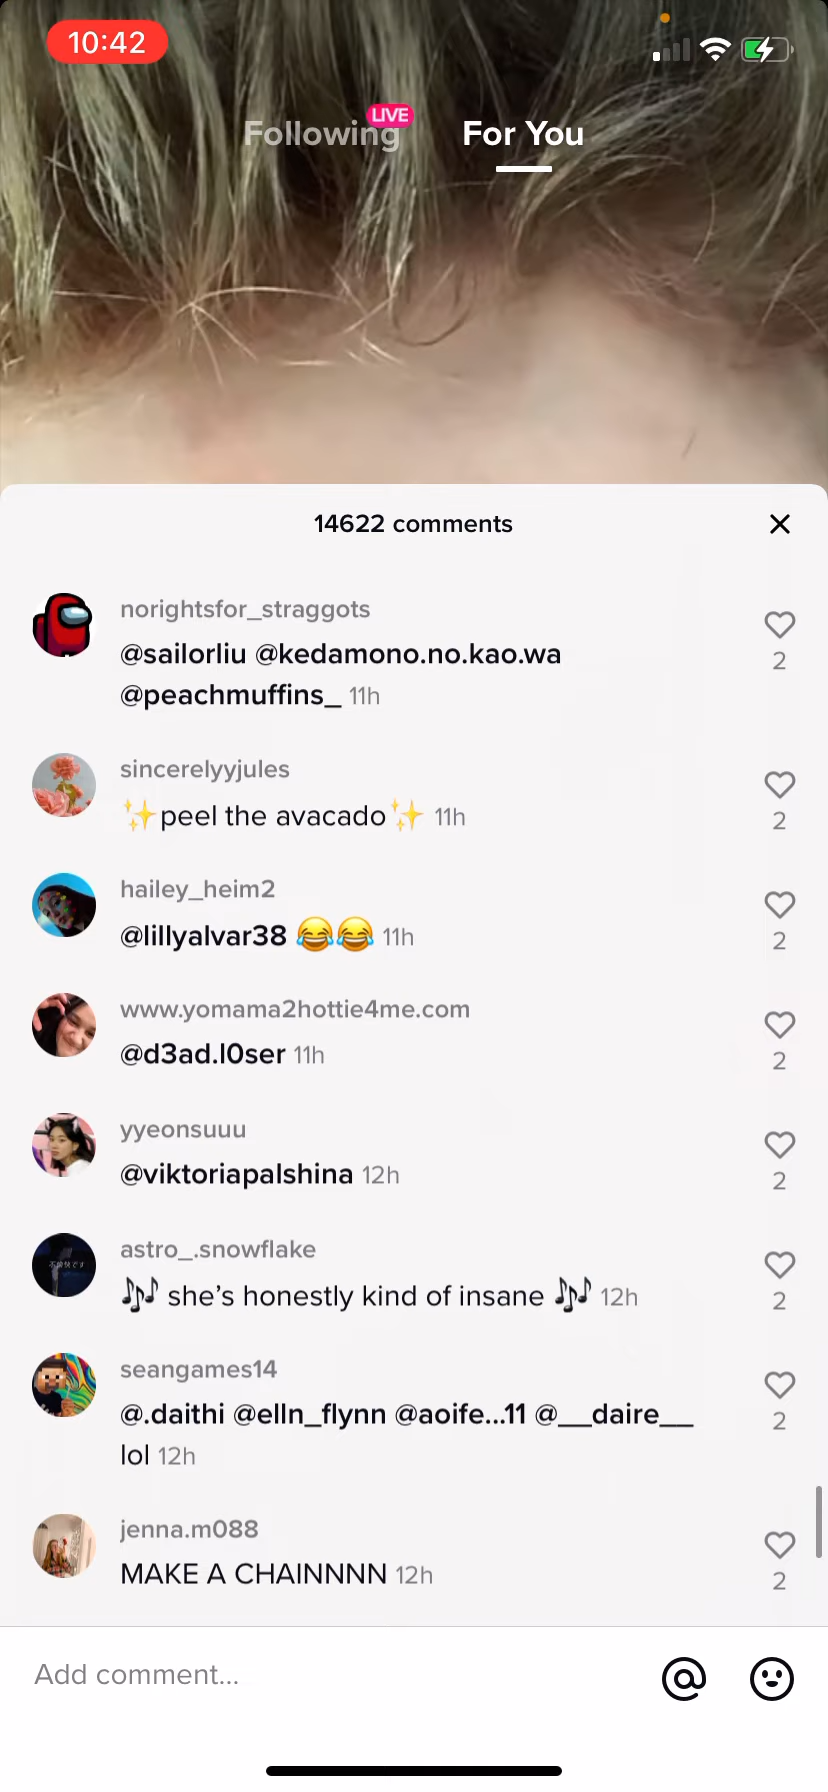 10:42
Following LIVE For You
14622 comments
norightsfor_straggots
@sailorliu @kedamono.no.kao.wa
@peachmuffins_ 11h
2
sincerelyyjules
✨peel the avacado✨ 11h
2
hailey_heim2
@lillyalvar38 😂😂 11h
2
www.yomama2hottie4me.com
@d3ad.l0ser 11h
2
yyeonsuuu
@viktoriapalshina 12h
2
astro_.snowflake
🎶 she’s honestly kind of insane 🎶 12h
2
seangames14
@.daithi @elln_flynn @aoife...11 @__daire__
lol 12h
2
jenna.m088
MAKE A CHAINNNN 12h
2
Add comment...